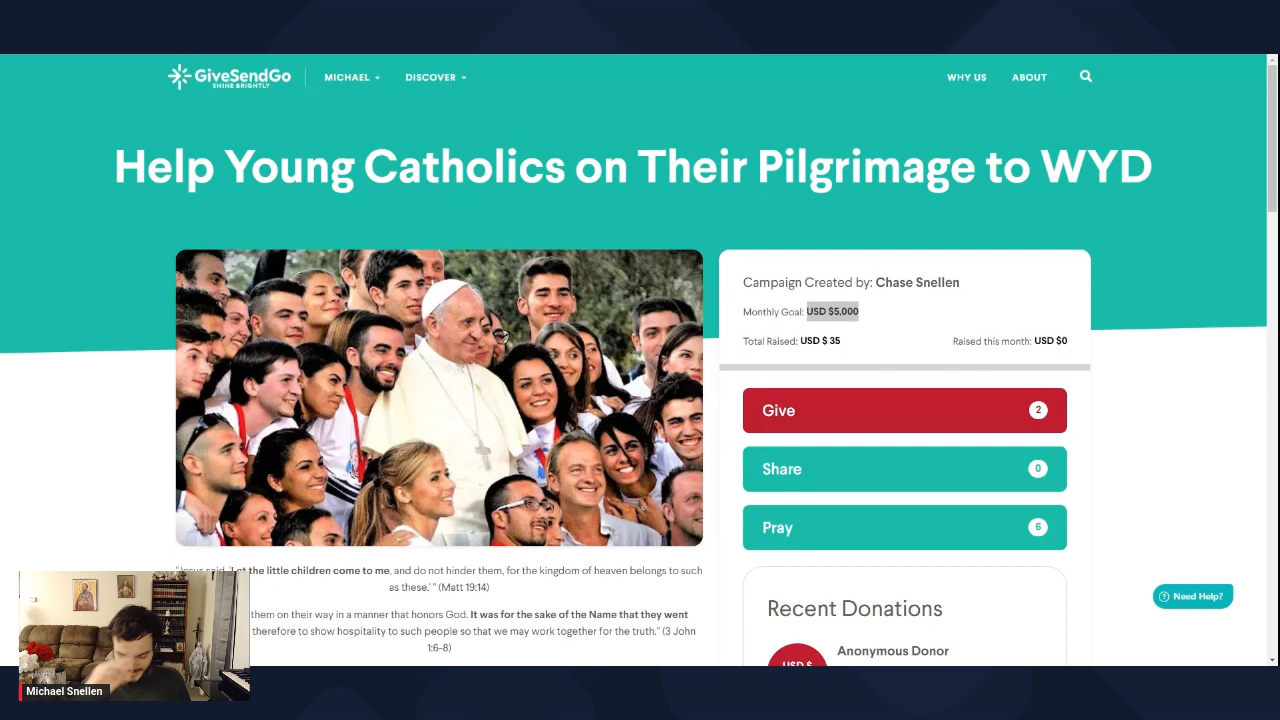 GiveSendGo
SHINE BRIGHTLY
MICHAEL
DISCOVER
WHY US
ABOUT
Help Young Catholics on Their Pilgrimage to WYD
Campaign Created by: Chase Snellen
Monthly Goal: USD $5,000
Total Raised: USD $ 35
Raised this month: USD $0
Give
2
Share
0
Pray
6
"Jesus said, 'Let the little children come to me, and do not hinder them, for the kingdom of heaven belongs to such
as these.'" (Matt 19:14)
them on their way in a manner that honors God. It was for the sake of the Name that they went
therefore to show hospitality to such people so that we may work together for the truth." (3 John
1:6-8)
Recent Donations
USD $
Anonymous Donor
Need Help?
Michael Snellen